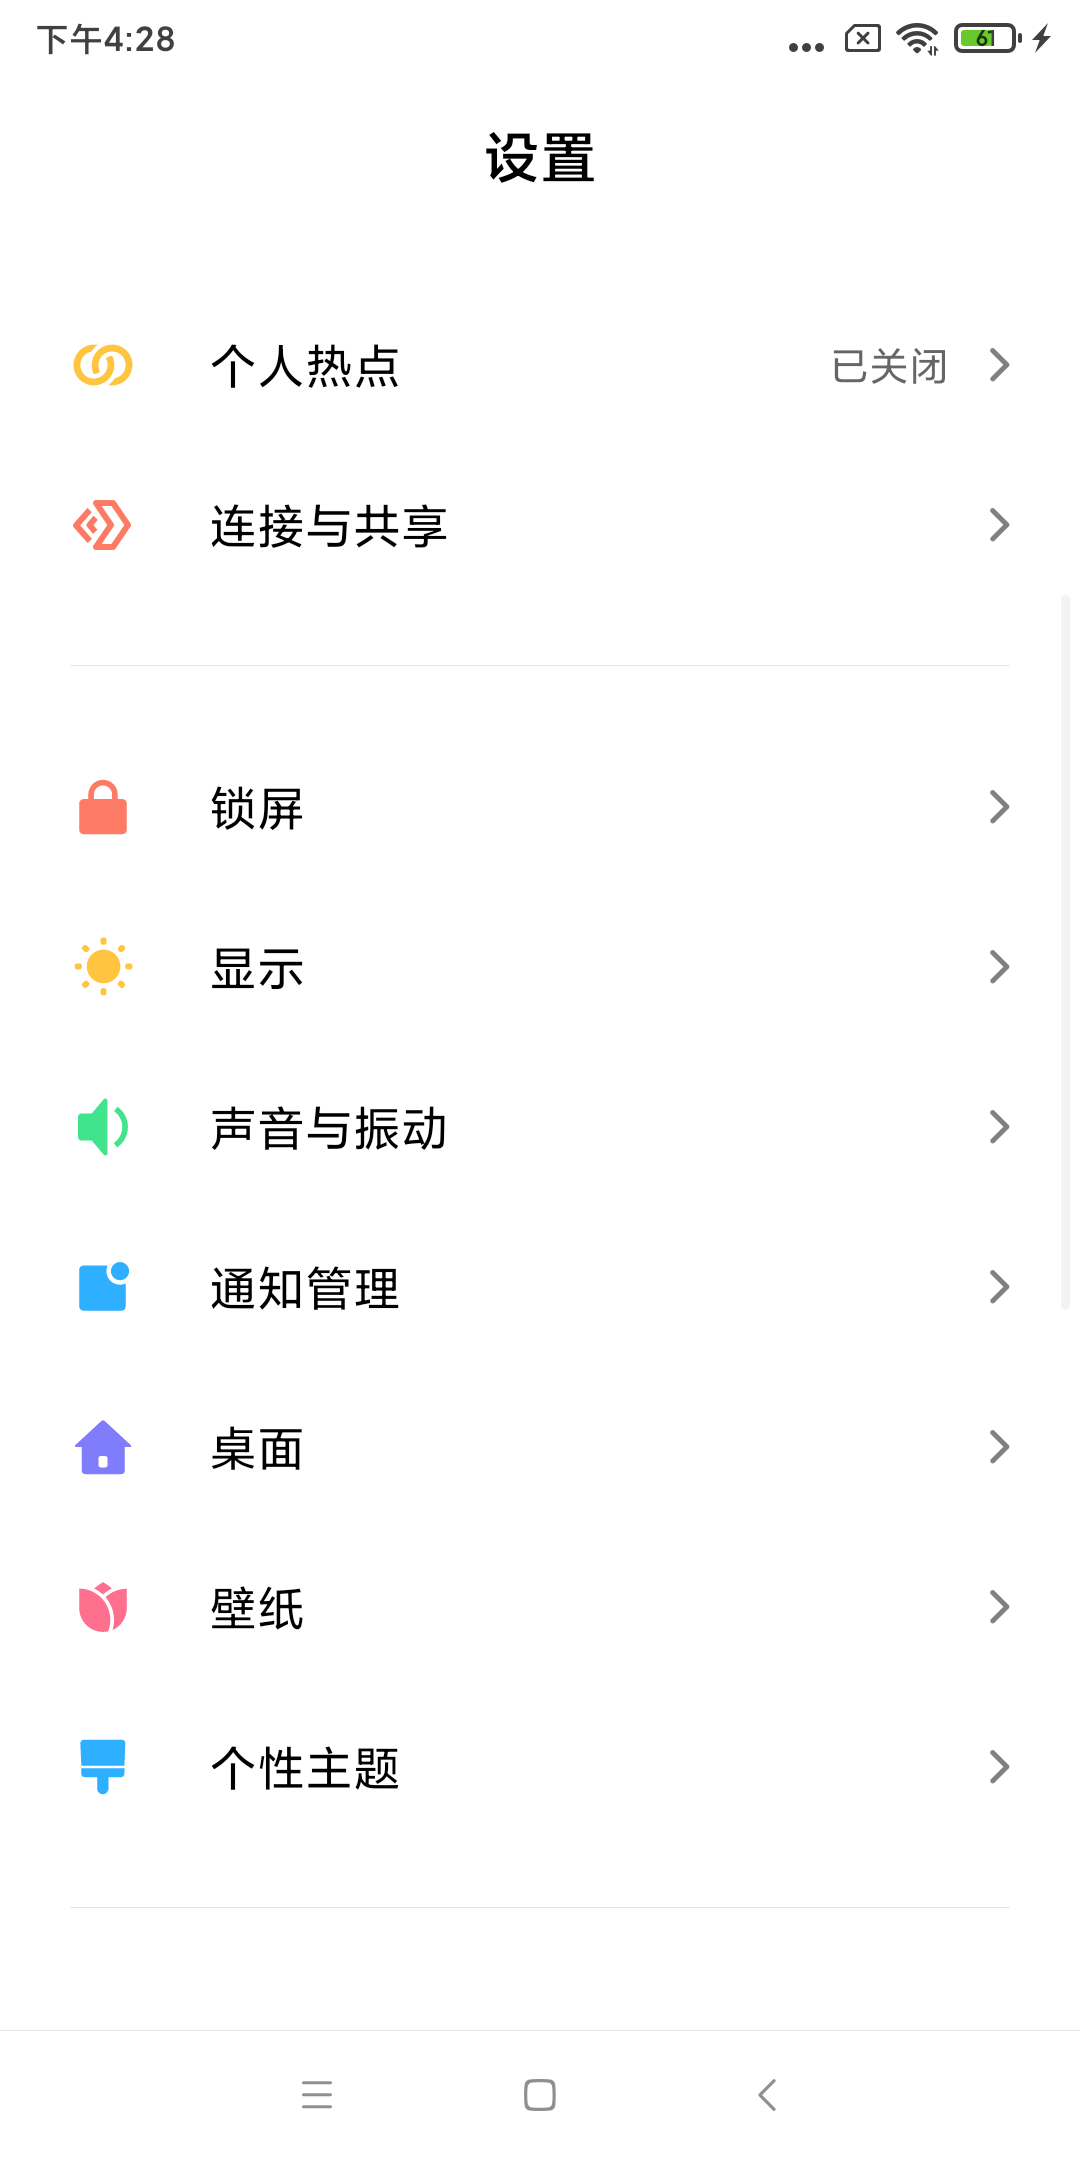 下午4:28
61
设置
个人热点
已关闭
连接与共享
锁屏
显示
声音与振动
通知管理
桌面
壁纸
个性主题